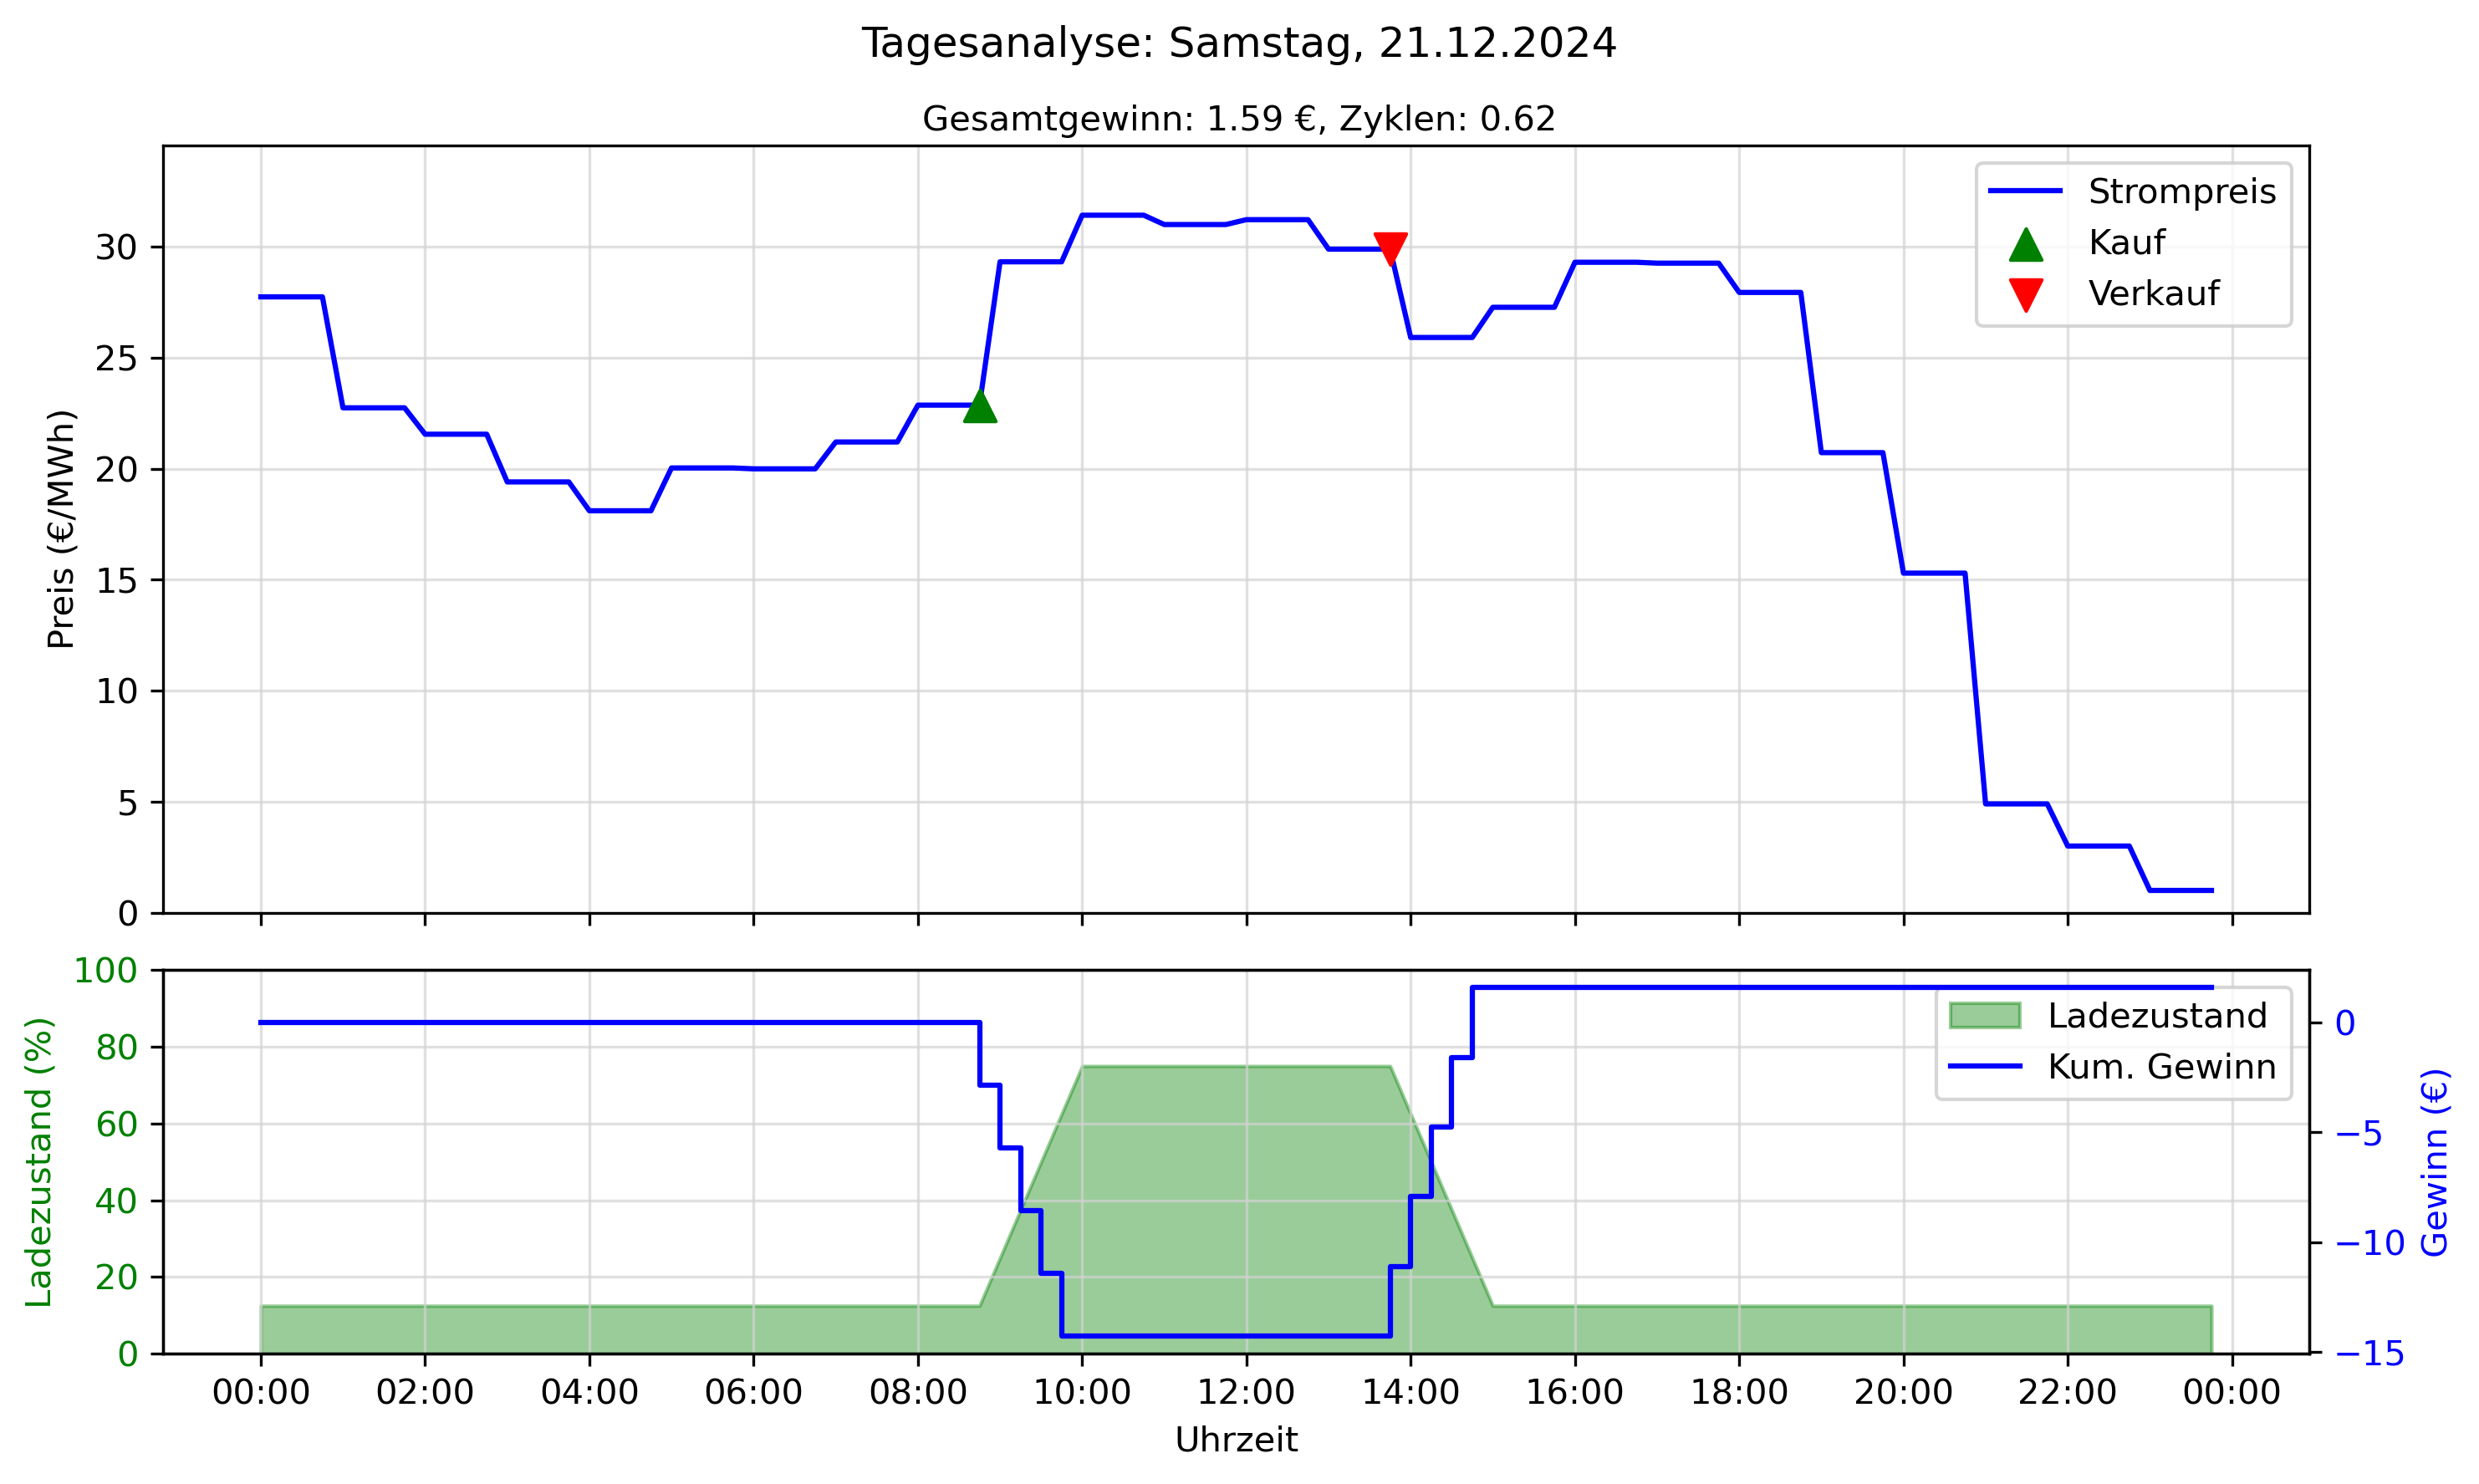 Tagesanalyse: Samstag, 21.12.2024
Gesamtgewinn: 1.59 €, Zyklen: 0.62
Preis (€/MWh)
30
25
20
15
10
5
0
Strompreis
Kauf
Verkauf
Ladezustand (%)
100
80
60
40
20
0
Ladezustand
Kum. Gewinn
0
−5
−10
−15
Gewinn (€)
00:00 02:00 04:00 06:00 08:00 10:00 12:00 14:00 16:00 18:00 20:00 22:00 00:00
Uhrzeit